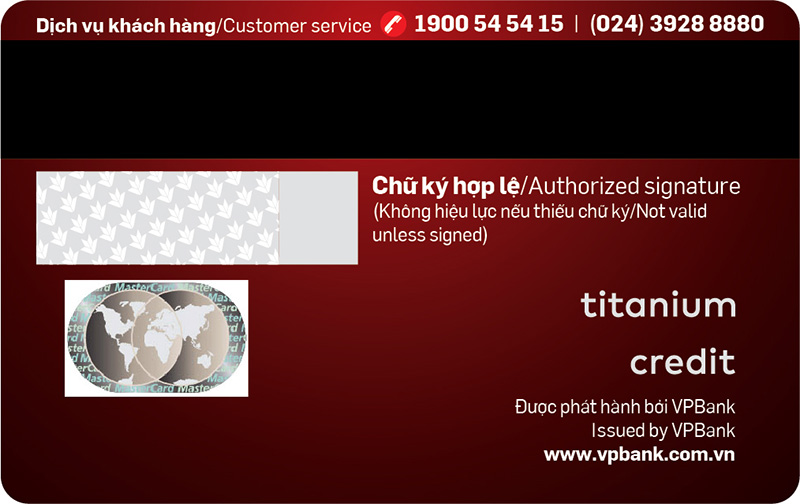 Dịch vụ khách hàng/Customer service 1900 54 54 15 | (024) 3928 8880
Chữ ký hợp lệ/Authorized signature
(Không hiệu lực nếu thiếu chữ ký/Not valid
unless signed)
MasterCard MasterCard
titanium
credit
Được phát hành bởi VPBank
Issued by VPBank
www.vpbank.com.vn